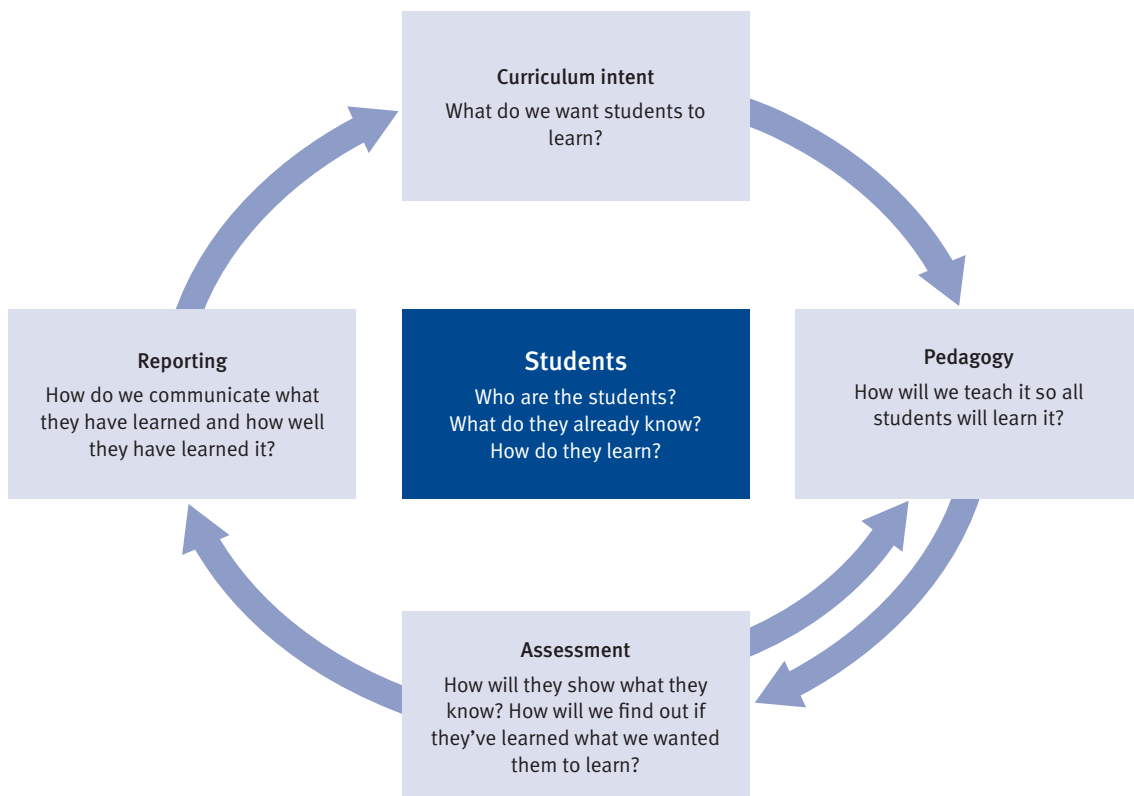 Curriculum intent
What do we want students to
learn?
Reporting
How do we communicate what
they have learned and how well
they have learned it?
Students
Who are the students?
What do they already know?
How do they learn?
Pedagogy
How will we teach it so all
students will learn it?
Assessment
How will they show what they
know? How will we find out if
they’ve learned what we wanted
them to learn?